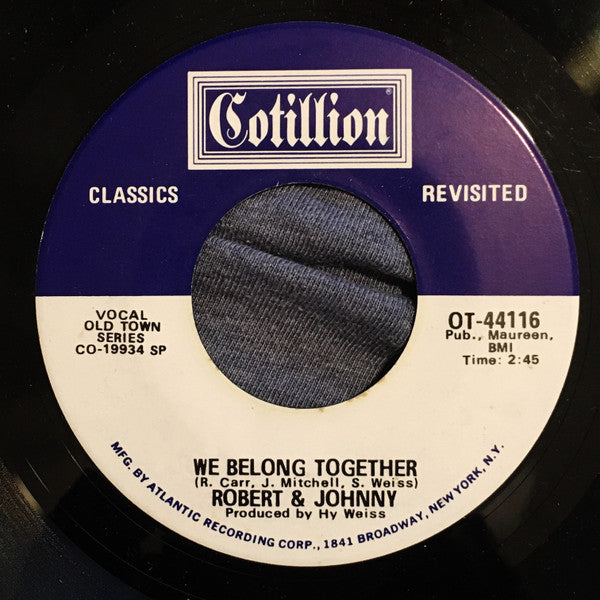 Cotillion®
CLASSICS
REVISITED
VOCAL
OLD TOWN
SERIES
CO-19934 SP
OT-44116
Pub., Maureen,
BMI
Time: 2:45
WE BELONG TOGETHER
(R. Carr, J. Mitchell, S. Weiss)
ROBERT & JOHNNY
Produced by Hy Weiss
MFG. BY ATLANTIC RECORDING CORP., 1841 BROADWAY, NEW YORK, N.Y.